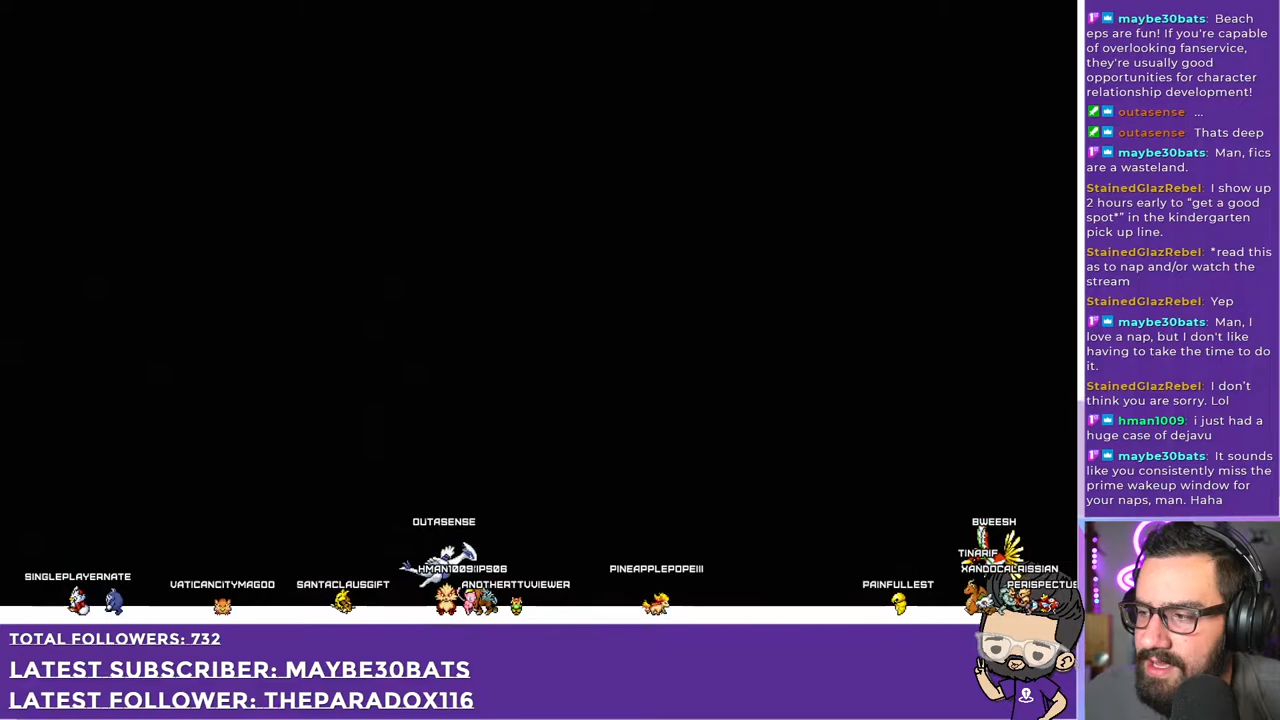 maybe30bats: Beach
eps are fun! If you're capable
of overlooking fanservice,
they're usually good
opportunities for character
relationship development!
outasense: ...
outasense: Thats deep
maybe30bats: Man, fics
are a wasteland.
StainedGlazRebel: I show up
2 hours early to "get a good
spot*" in the kindergarten
pick up line.
StainedGlazRebel: *read this
as to nap and/or watch the
stream
StainedGlazRebel: Yep
maybe30bats: Man, I
love a nap, but I don't like
having to take the time to do
it.
StainedGlazRebel: I don't
think you are sorry. Lol
hman1009: i just had a
huge case of dejavu
maybe30bats: It sounds
like you consistently miss the
prime wakeup window for
your naps, man. Haha
OUTASENSE
BWEESH
TINARIF
HMAN1009
PINEAPPLEPOPEIII
XANDOCALRISSIAN
SINGLEPLAYERNATE
VATICANCITYMAGOD
SANTACLAUSGIFT
ANOTHERTTVVIEWER
PAINFULLEST
PERISPECTUS
TOTAL FOLLOWERS: 732
LATEST SUBSCRIBER: MAYBE30BATS
LATEST FOLLOWER: THEPARADOX116